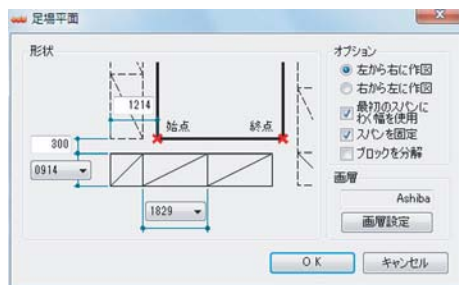 足場平面
形状
1214
始点
終点
300
0914
1829
オプション
左から右に作図
右から左に作図
最初のスパンに
わく幅を使用
スパンを固定
ブロックを分解
画層
Ashiba
画層設定
OK
キャンセル